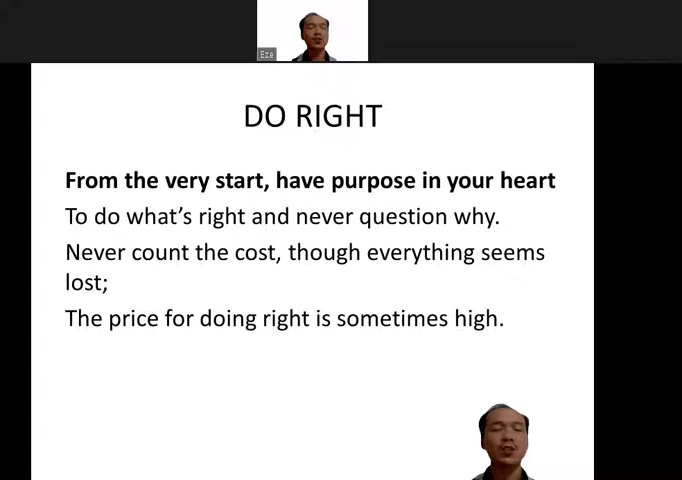 Eze
DO RIGHT
From the very start, have purpose in your heart
To do what's right and never question why.
Never count the cost, though everything seems
lost;
The price for doing right is sometimes high.